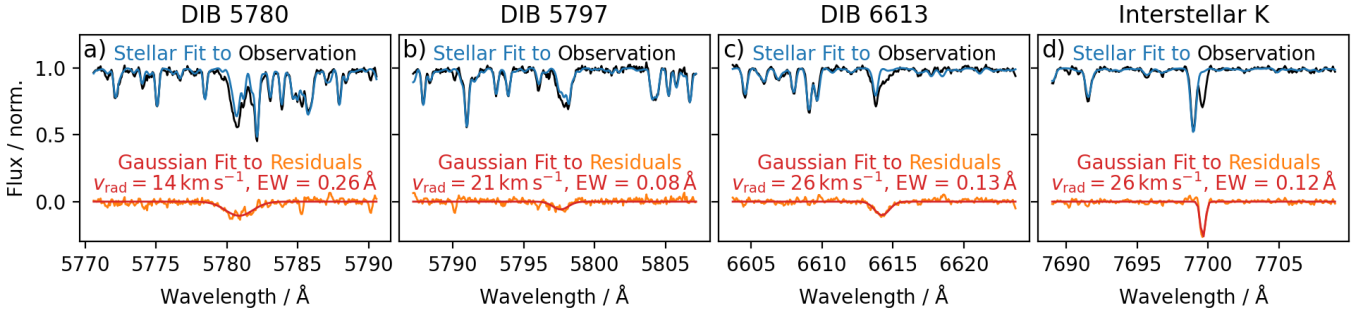 DIB 5780
DIB 5797
DIB 6613
Interstellar K
a) Stellar Fit to Observation
b) Stellar Fit to Observation
c) Stellar Fit to Observation
d) Stellar Fit to Observation
Flux / norm.
1.0
0.5
0.0
Gaussian Fit to Residuals
v_rad = 14 km s⁻¹, EW = 0.26 Å
Gaussian Fit to Residuals
v_rad = 21 km s⁻¹, EW = 0.08 Å
Gaussian Fit to Residuals
v_rad = 26 km s⁻¹, EW = 0.13 Å
Gaussian Fit to Residuals
v_rad = 26 km s⁻¹, EW = 0.12 Å
5770 5775 5780 5785 5790
5790 5795 5800 5805
6605 6610 6615 6620
7690 7695 7700 7705
Wavelength / Å
Wavelength / Å
Wavelength / Å
Wavelength / Å